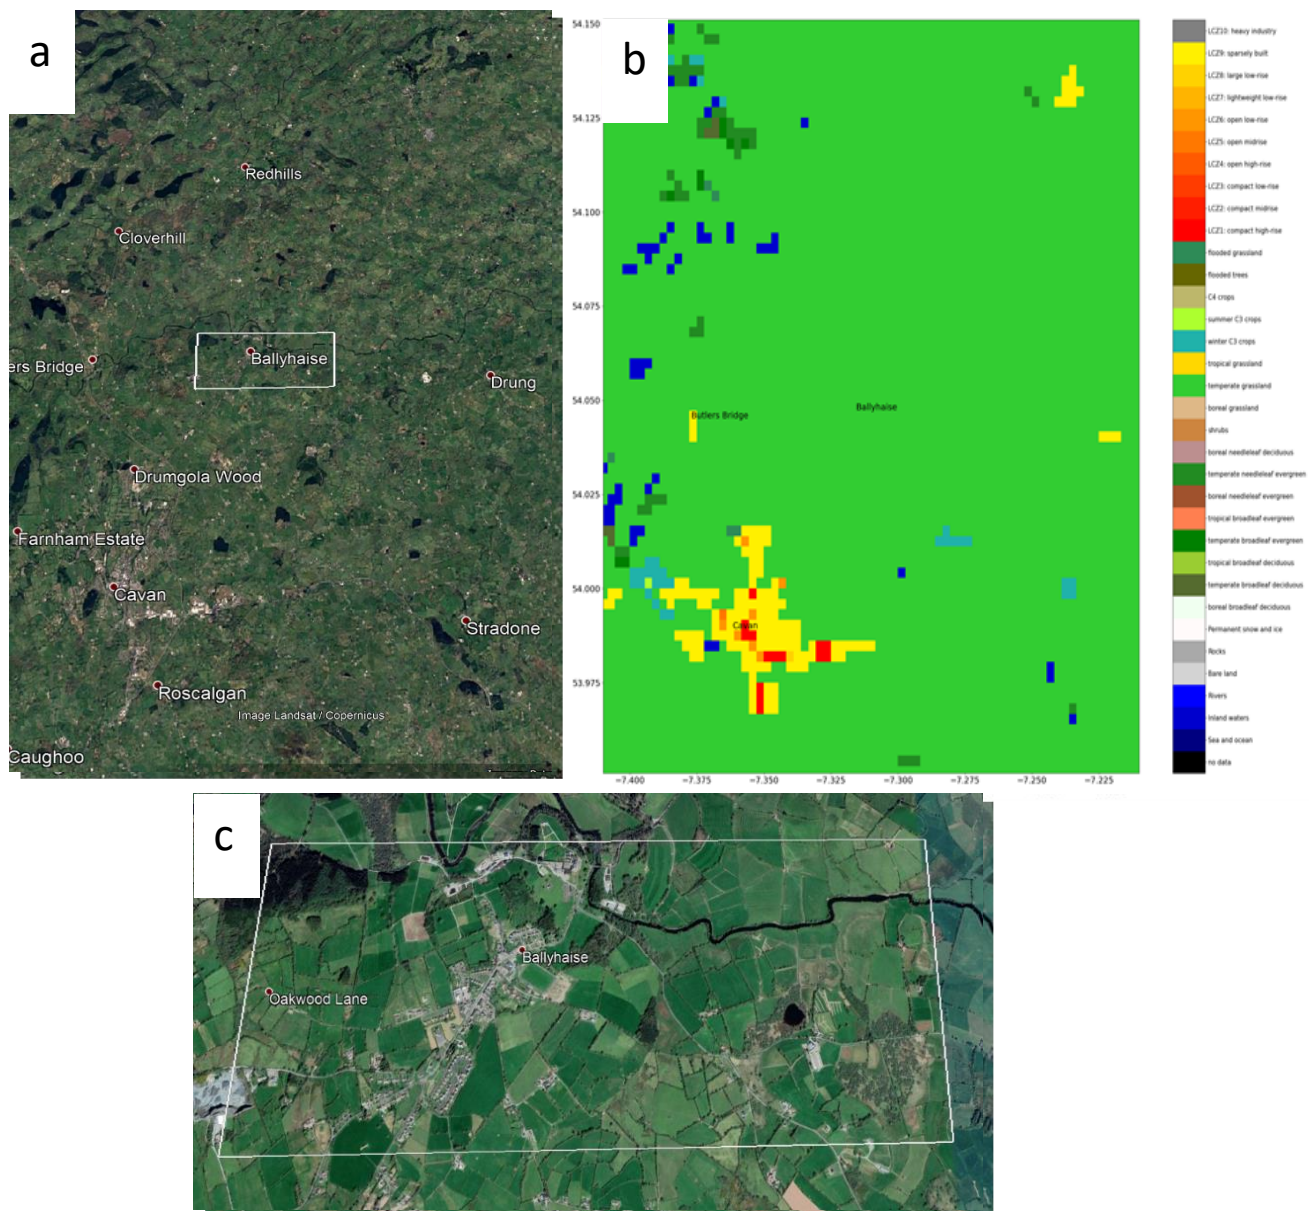 a
Redhills
Cloverhill
ers Bridge
Ballyhaise
Drung
Drumgola Wood
Farnham Estate
Cavan
Stradone
Roscalgan
Image Landsat / Copernicus
Caughoo
b
54.150
54.125
54.100
54.075
54.050
54.025
54.000
53.975
Butlers Bridge
Ballyhaise
Cavan
−7.400
−7.375
−7.350
−7.325
−7.300
−7.275
−7.250
−7.225
LCZ10: heavy industry
LCZ9: sparsely built
LCZ8: large low-rise
LCZ7: lightweight low-rise
LCZ6: open low-rise
LCZ5: open midrise
LCZ4: open high-rise
LCZ3: compact low-rise
LCZ2: compact midrise
LCZ1: compact high-rise
flooded grassland
flooded trees
C4 crops
summer C3 crops
winter C3 crops
tropical grassland
temperate grassland
boreal grassland
shrubs
boreal needleleaf deciduous
temperate needleleaf evergreen
boreal needleleaf evergreen
tropical broadleaf evergreen
temperate broadleaf evergreen
tropical broadleaf deciduous
temperate broadleaf deciduous
boreal broadleaf deciduous
Permanent snow and ice
Rocks
Bare land
Rivers
Inland waters
Sea and ocean
no data
c
Ballyhaise
Oakwood Lane